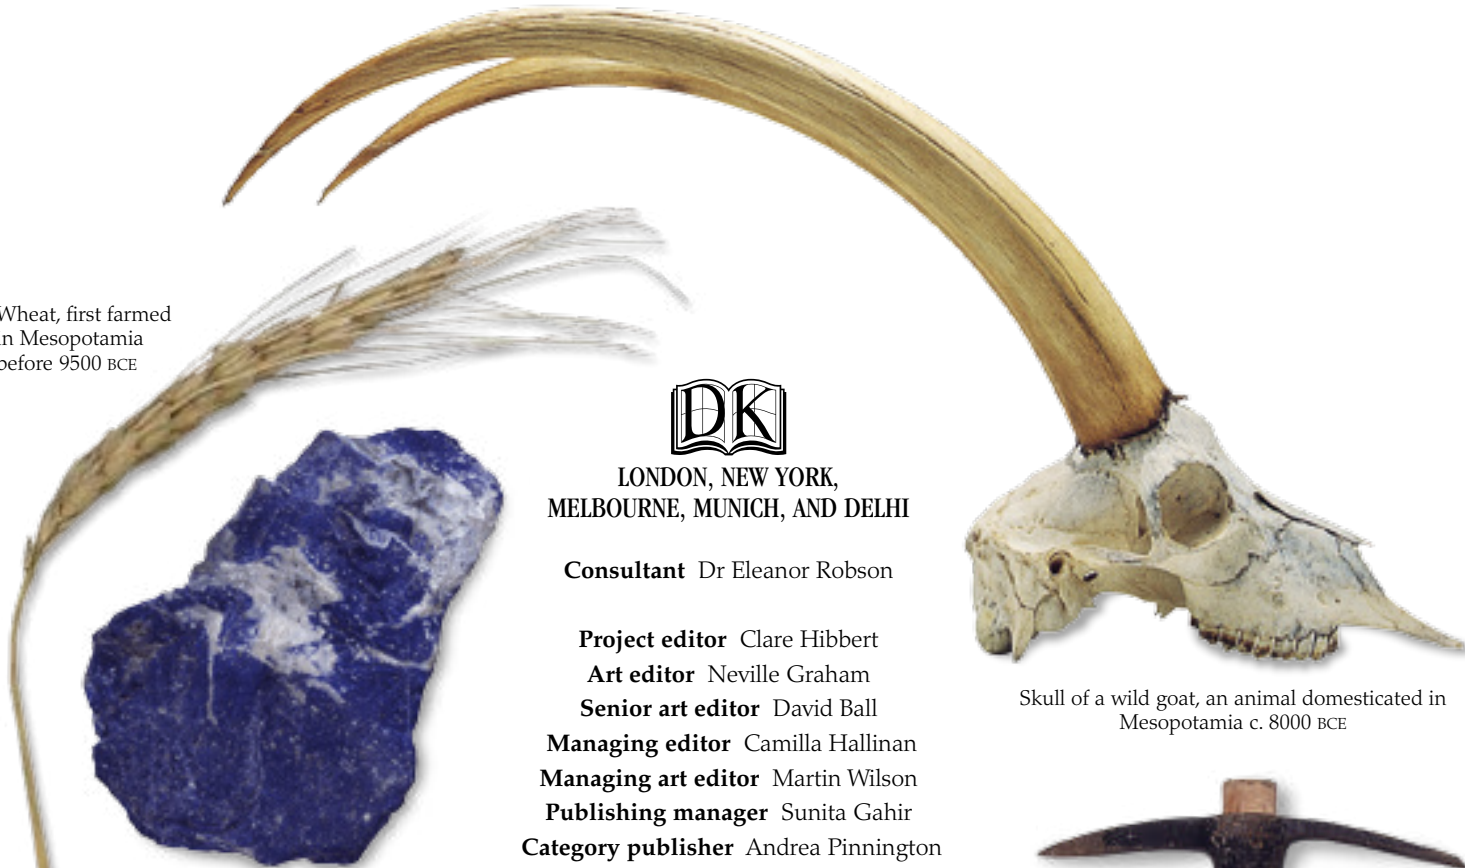 Wheat, first farmed
in Mesopotamia
before 9500 BCE
DK
LONDON, NEW YORK,
MELBOURNE, MUNICH, AND DELHI
Consultant Dr Eleanor Robson
Project editor Clare Hibbert
Art editor Neville Graham
Senior art editor David Ball
Managing editor Camilla Hallinan
Managing art editor Martin Wilson
Publishing manager Sunita Gahir
Category publisher Andrea Pinnington
Skull of a wild goat, an animal domesticated in
Mesopotamia c. 8000 BCE